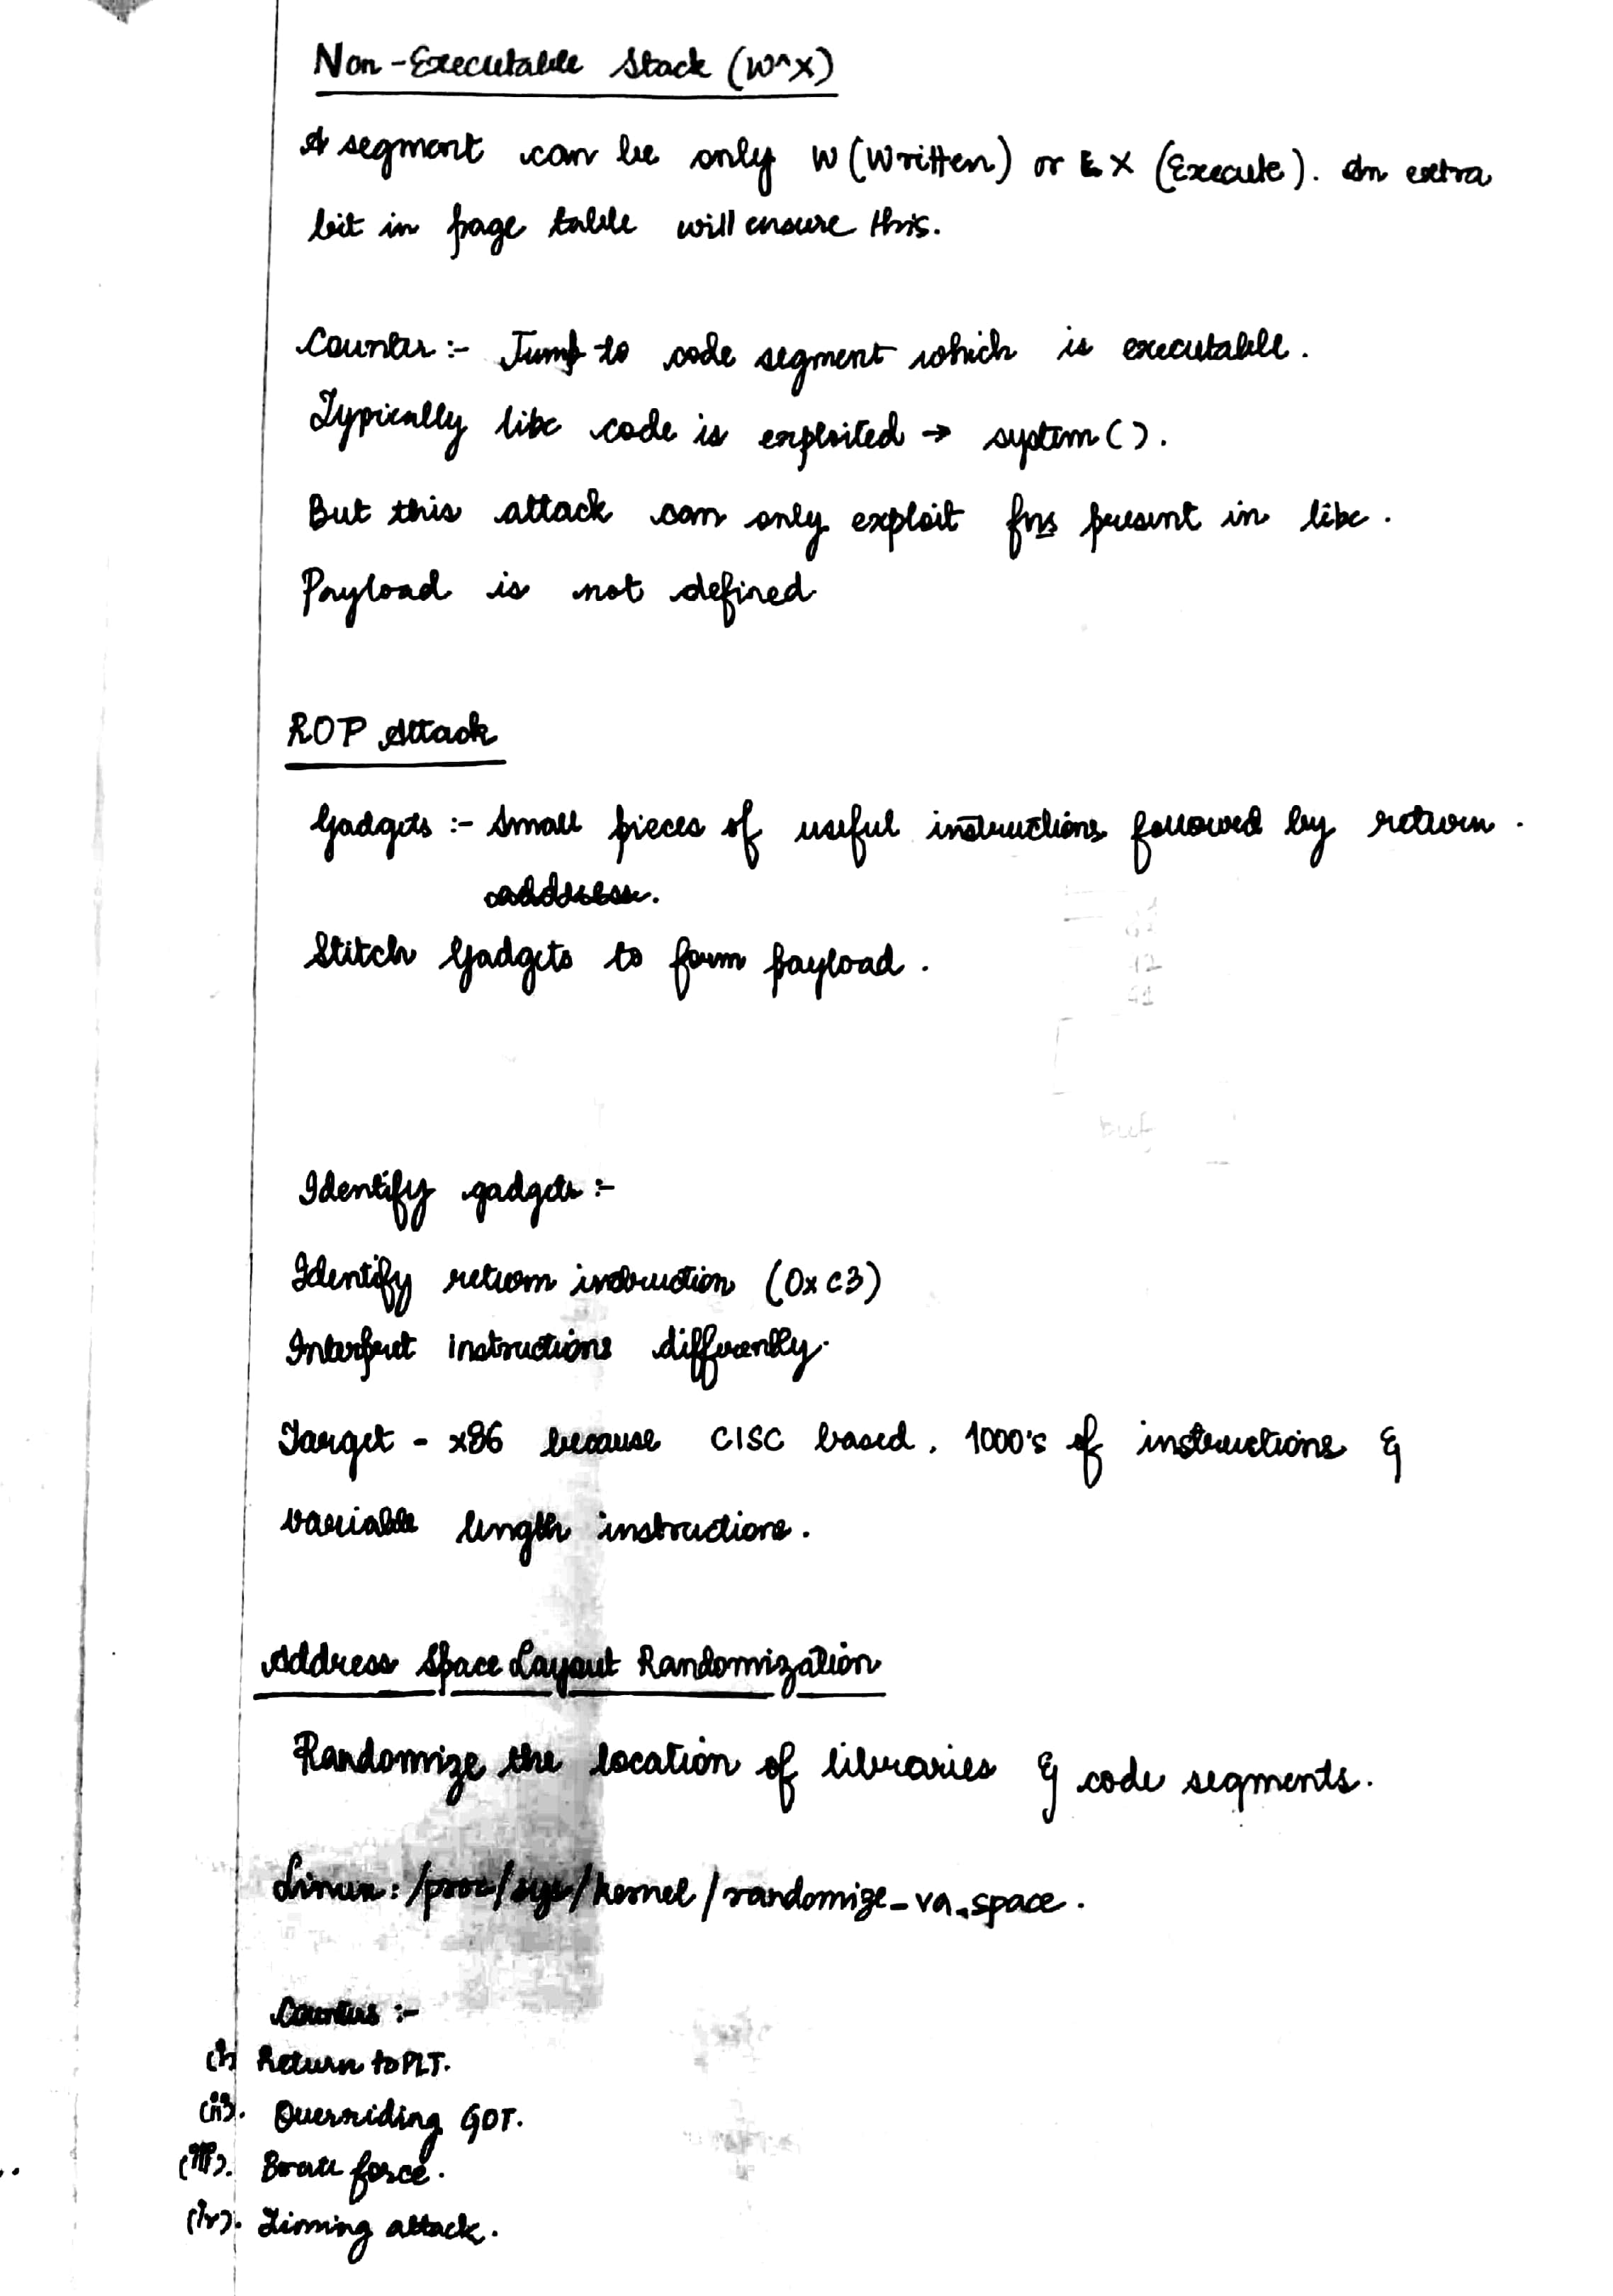 Non-Executable Stack (W^X)
A segment can be only W (Written) or X (Execute). An extra
bit in page table will ensure this.
Counter :- Jump to code segment which is executable.
Typically libc code is exploited → system().
But this attack can only exploit fns present in libc.
Payload is not defined
ROP Attack
Gadgets :- Small pieces of useful instructions followed by return.
Stitch Gadgets to form payload.
Identify gadgets :-
Identify return instruction (0xc3)
Interpret instructions differently.
Target - x86 because CISC based. 1000's of instructions &
variable length instructions.
Address Space Layout Randomization
Randomize the location of libraries & code segments.
Linux: /proc/sys/kernel/randomize_va_space.
Counters :-
(i) Return to PLT.
(ii). Overriding GOT.
(iii). Brute force.
(iv). Timing attack.